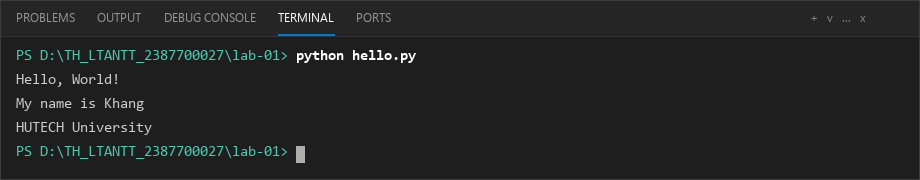 PROBLEMS OUTPUT DEBUG CONSOLE TERMINAL PORTS + v ... x
PS D:\TH_LTANTT_2387700027\lab-01> python hello.py
Hello, World!
My name is Khang
HUTECH University
PS D:\TH_LTANTT_2387700027\lab-01>